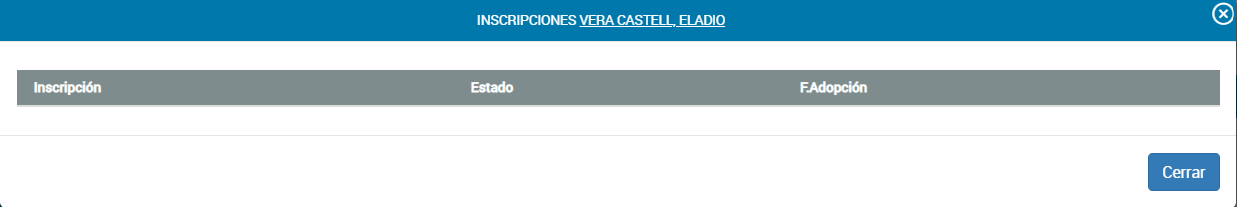 INSCRIPCIONES VERA CASTELL, ELADIO
Inscripción Estado F.Adopción
Cerrar